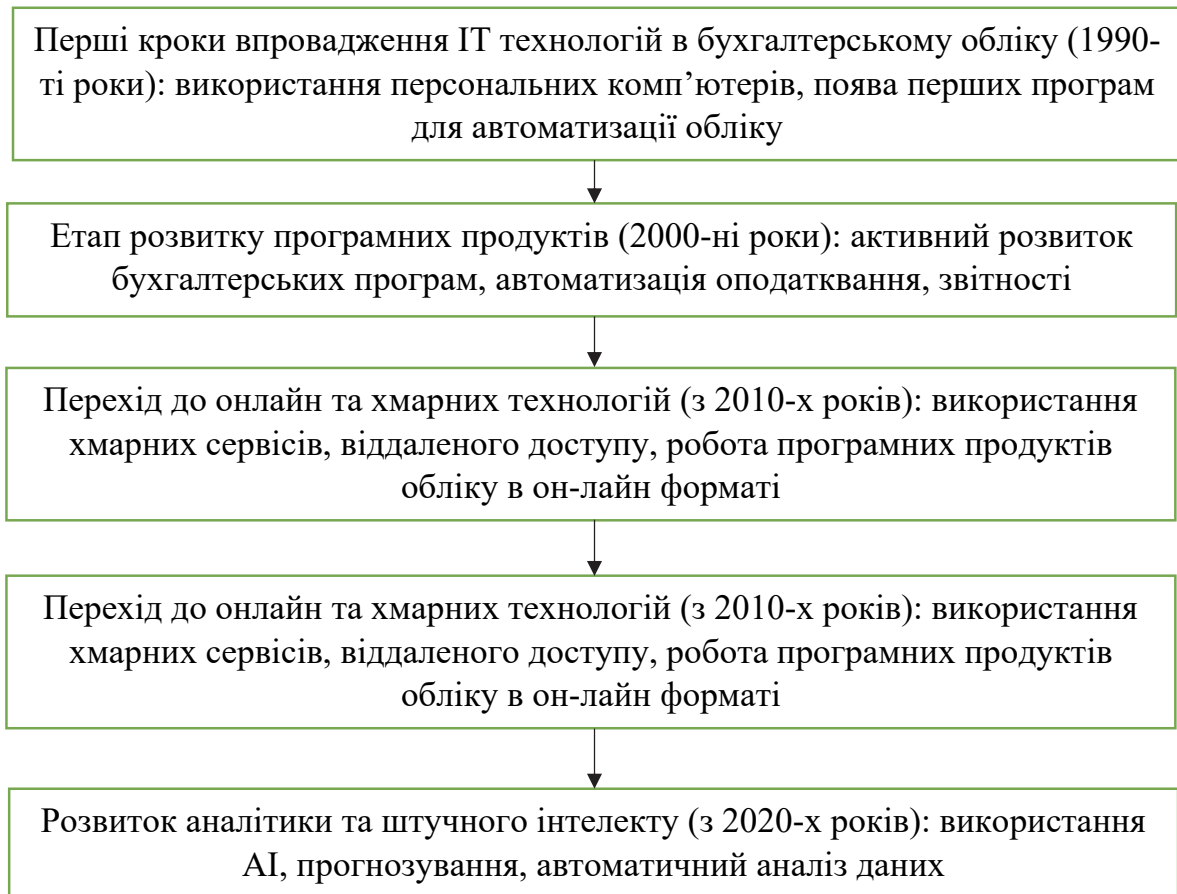 Перші кроки впровадження ІТ технологій в бухгалтерському обліку (1990-
ті роки): використання персональних комп’ютерів, поява перших програм
для автоматизації обліку
Етап розвитку програмних продуктів (2000-ні роки): активний розвиток
бухгалтерських програм, автоматизація оподатквання, звітності
Перехід до онлайн та хмарних технологій (з 2010-х років): використання
хмарних сервісів, віддаленого доступу, робота програмних продуктів
обліку в он-лайн форматі
Перехід до онлайн та хмарних технологій (з 2010-х років): використання
хмарних сервісів, віддаленого доступу, робота програмних продуктів
обліку в он-лайн форматі
Розвиток аналітики та штучного інтелекту (з 2020-х років): використання
АІ, прогнозування, автоматичний аналіз даних